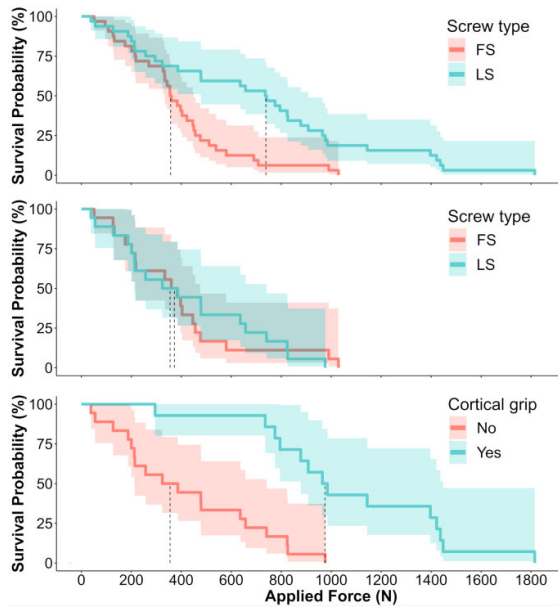 Survival Probability (%)
100
75
50
25
0
Screw type
FS
LS
Survival Probability (%)
100
75
50
25
0
Screw type
FS
LS
Survival Probability (%)
100
75
50
25
0
Cortical grip
No
Yes
0 200 400 600 800 1000 1200 1400 1600 1800
Applied Force (N)